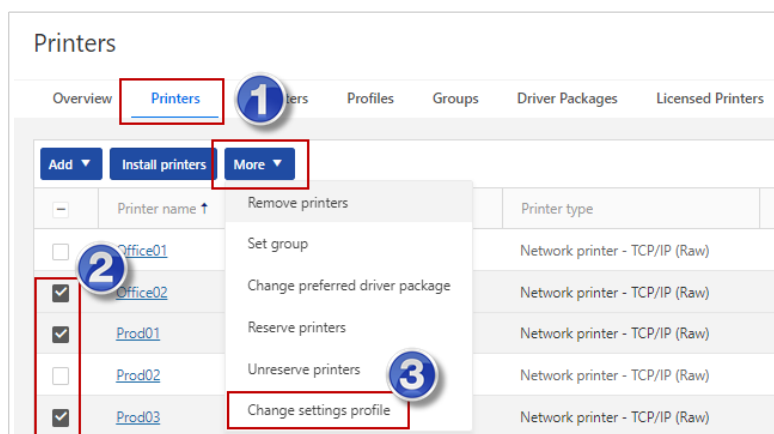 Printers
Overview Printers 1 ters Profiles Groups Driver Packages Licensed Printers
Add ▼ Install printers More ▼
Printer name ↑ Printer type
Remove printers
Office01 Set group Network printer - TCP/IP (Raw)
2
Office02 Change preferred driver package Network printer - TCP/IP (Raw)
Prod01 Reserve printers Network printer - TCP/IP (Raw)
Prod02 Unreserve printers 3 Network printer - TCP/IP (Raw)
Prod03 Change settings profile Network printer - TCP/IP (Raw)